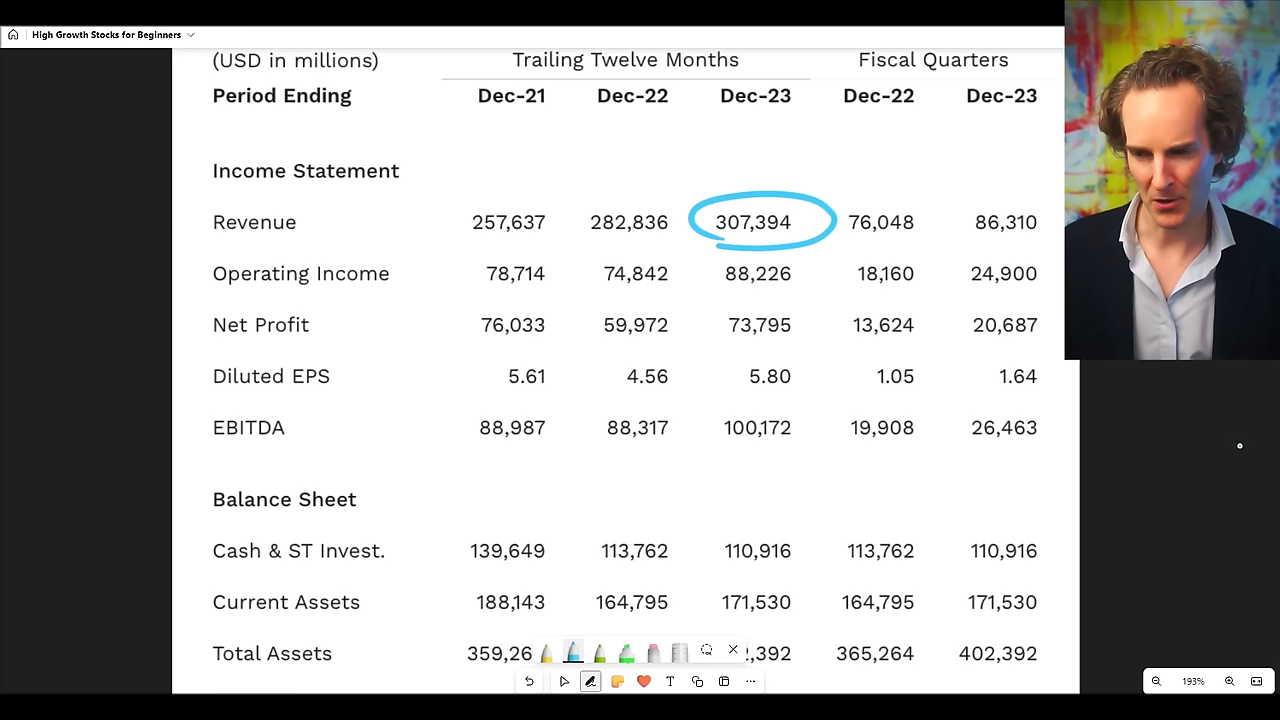 High Growth Stocks for Beginners
(USD in millions) Trailing Twelve Months Fiscal Quarters
Period Ending Dec-21 Dec-22 Dec-23 Dec-22 Dec-23
Income Statement
Revenue 257,637 282,836 307,394 76,048 86,310
Operating Income 78,714 74,842 88,226 18,160 24,900
Net Profit 76,033 59,972 73,795 13,624 20,687
Diluted EPS 5.61 4.56 5.80 1.05 1.64
EBITDA 88,987 88,317 100,172 19,908 26,463
Balance Sheet
Cash & ST Invest. 139,649 113,762 110,916 113,762 110,916
Current Assets 188,143 164,795 171,530 164,795 171,530
Total Assets 359,26 2,392 365,264 402,392
T
193%